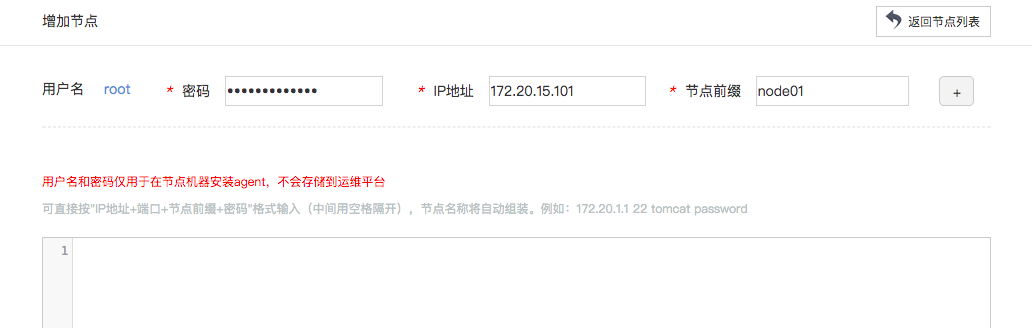 增加节点
返回节点列表
用户名 root * 密码 ••••••••••••• * IP地址 172.20.15.101 * 节点前缀 node01 +
用户名和密码仅用于在节点机器安装agent，不会存储到运维平台
可直接按"IP地址+端口+节点前缀+密码"格式输入（中间用空格隔开），节点名称将自动组装。例如：172.20.1.1 22 tomcat password
1